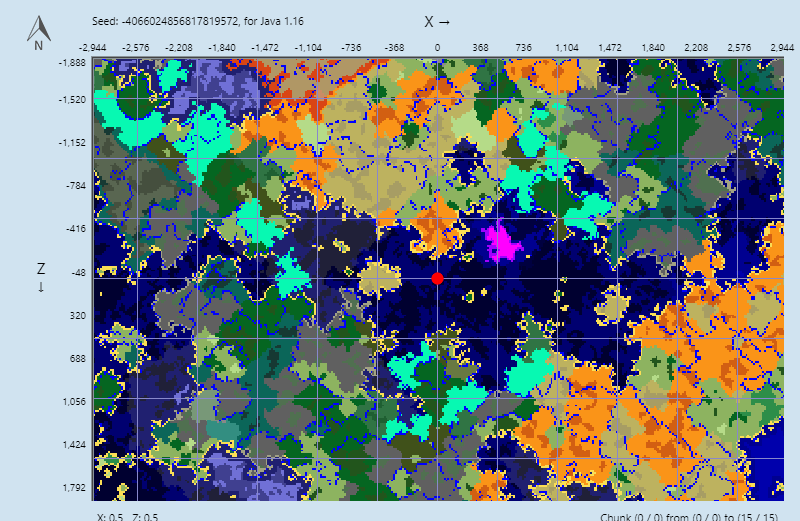 Seed: -4066024856817819572, for Java 1.16
X →
N
-2,944 -2,576 -2,208 -1,840 -1,472 -1,104 -736 -368 0 368 736 1,104 1,472 1,840 2,208 2,576 2,944
-1,888
-1,520
-1,152
-784
-416
Z
↓
-48
320
688
1,056
1,424
1,792
X: 0.5 Z: 0.5
Chunk (0 / 0) from (0 / 0) to (15 / 15)